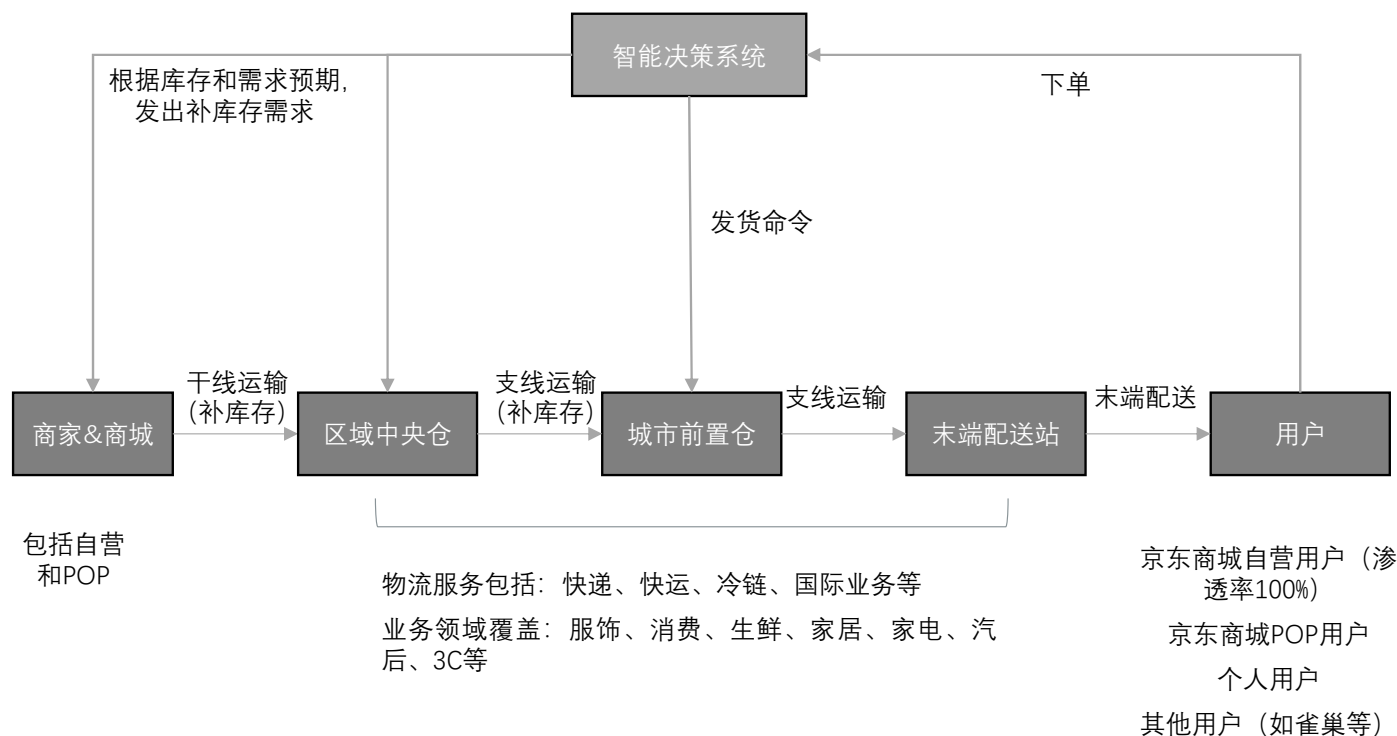 智能决策系统
根据库存和需求预期,
发出补库存需求
下单
发货命令
干线运输
(补库存)
支线运输
(补库存)
支线运输
末端配送
商家&商城
区域中央仓
城市前置仓
末端配送站
用户
包括自营
和POP
物流服务包括：快递、快运、冷链、国际业务等
业务领域覆盖：服饰、消费、生鲜、家居、家电、汽
后、3C等
京东商城自营用户（渗
透率100%）
京东商城POP用户
个人用户
其他用户（如雀巢等）